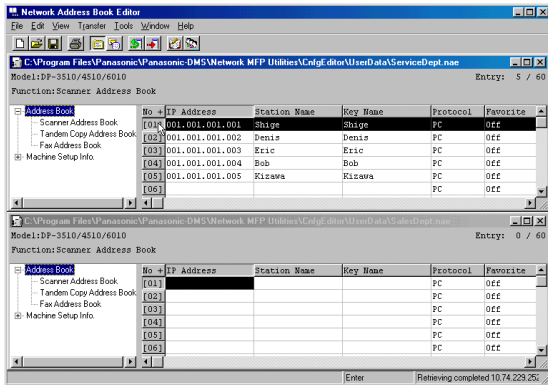 Network Address Book Editor
File Edit View Transfer Tools Window Help
C:\Program Files\Panasonic\Panasonic-DMS\Network MFP Utilities\CnfgEditor\UserData\ServiceDept.nae
Model:DP-3510/4510/6010 Entry: 5 / 60
Function:Scanner Address Book
Address Book
Scanner Address Book
Tandem Copy Address Book
Fax Address Book
Machine Setup Info.
No + IP Address Station Name Key Name Protocol Favorite
[01] 001.001.001.001 Shige Shige PC Off
[02] 001.001.001.002 Denis Denis PC Off
[03] 001.001.001.003 Eric Eric PC Off
[04] 001.001.001.004 Bob Bob PC Off
[05] 001.001.001.005 Kizawa Kizawa PC Off
[06] PC Off
C:\Program Files\Panasonic\Panasonic-DMS\Network MFP Utilities\CnfgEditor\UserData\SalesDept.nae
Model:DP-3510/4510/6010 Entry: 0 / 60
Function:Scanner Address Book
Address Book
Scanner Address Book
Tandem Copy Address Book
Fax Address Book
Machine Setup Info.
No + IP Address Station Name Key Name Protocol Favorite
[01] PC Off
[02] PC Off
[03] PC Off
[04] PC Off
[05] PC Off
[06] PC Off
Enter Retrieving completed 10.74.229.252